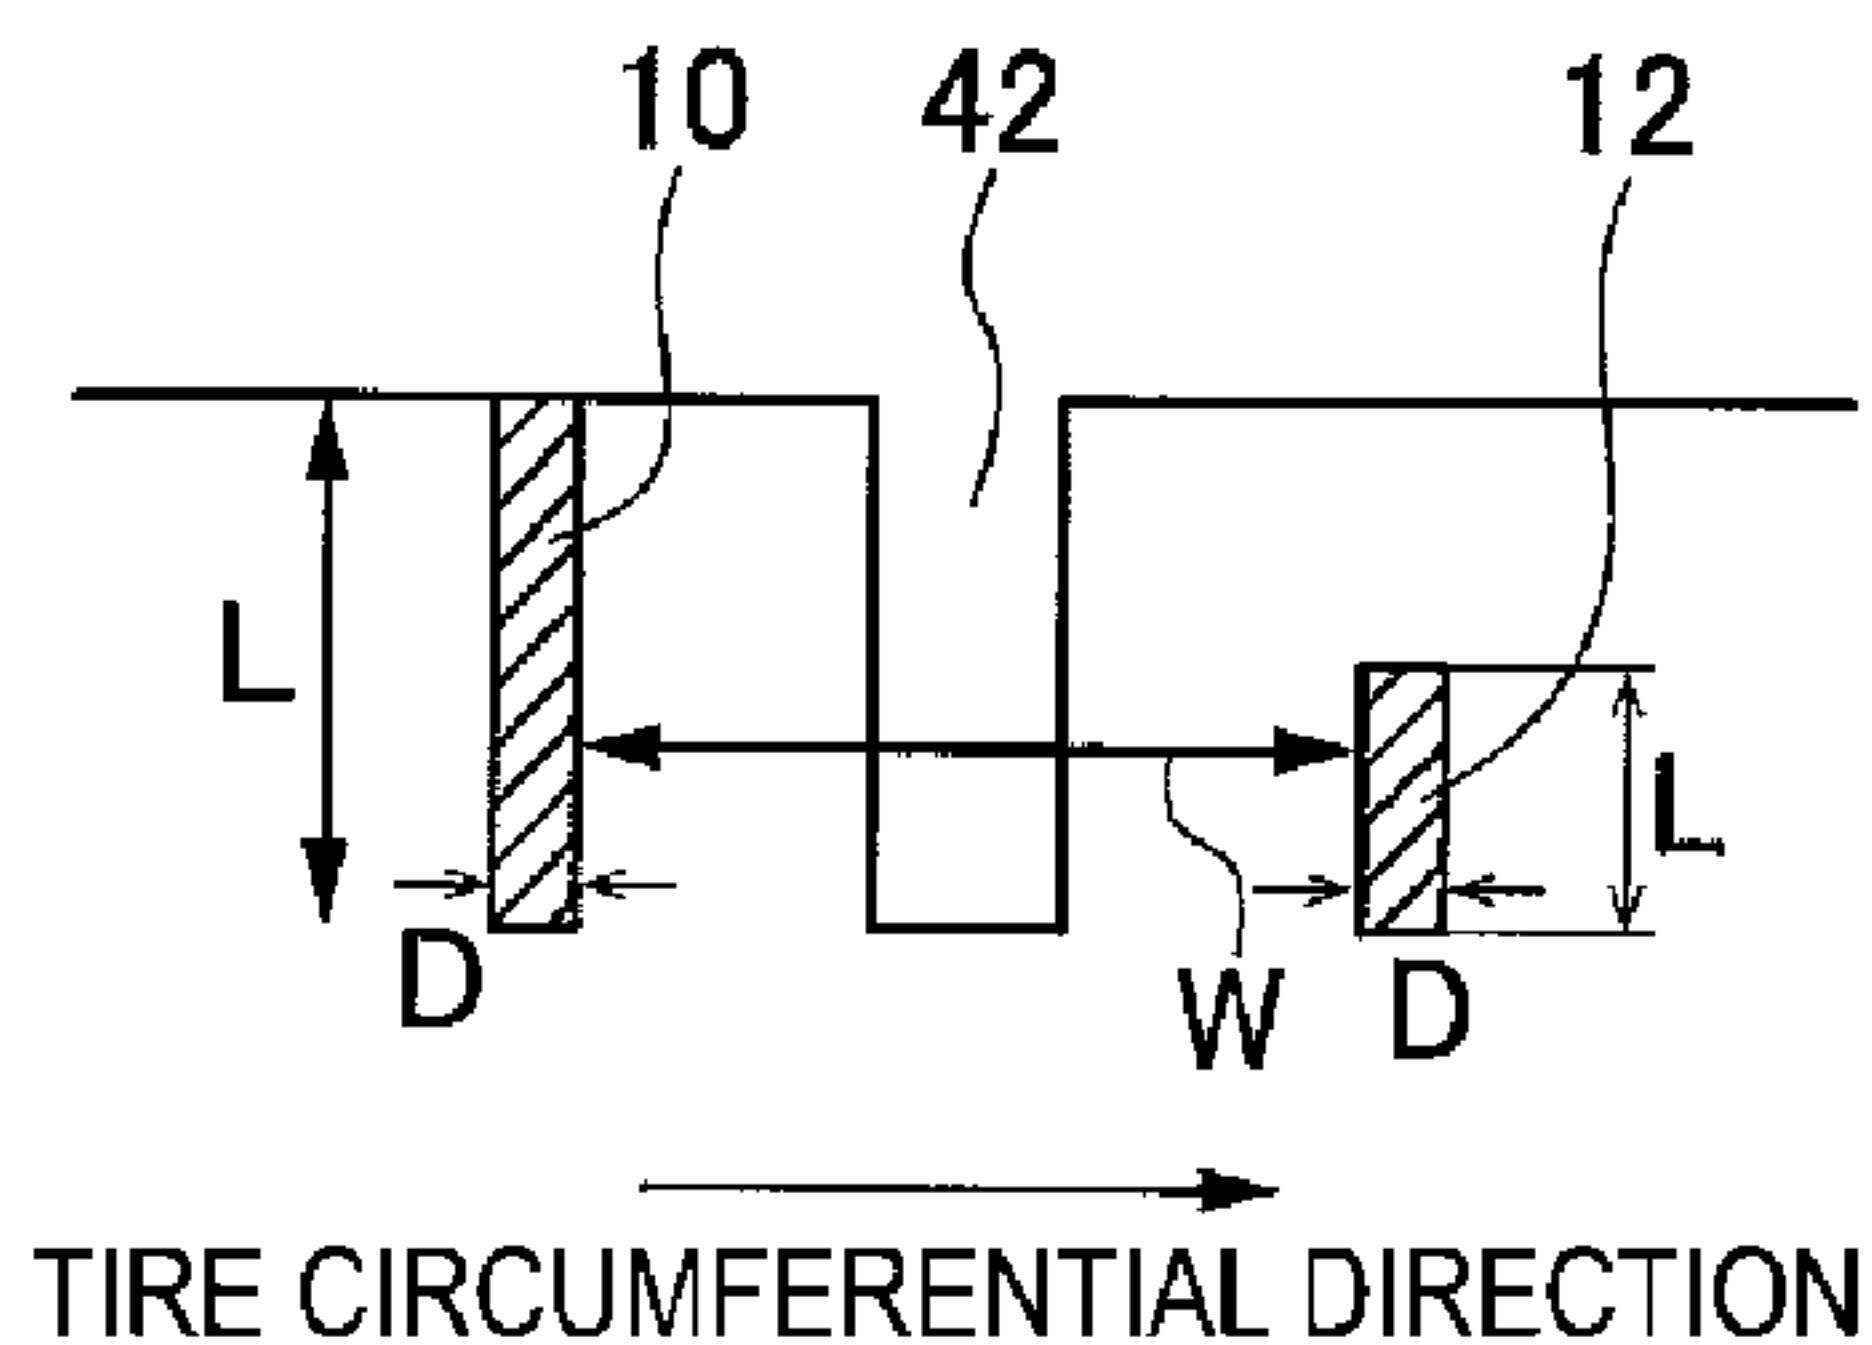 10 42 12
L
L
D
W D
TIRE CIRCUMFERENTIAL DIRECTION